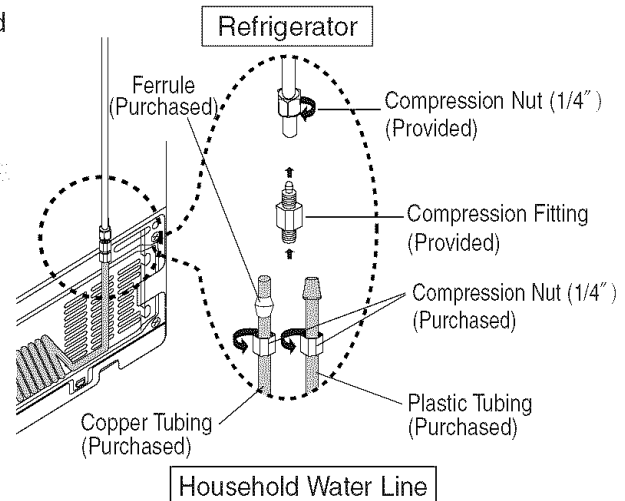 Refrigerator
Ferrule
(Purchased)
Compression Nut (1/4″)
(Provided)
Compression Fitting
(Provided)
Compression Nut (1/4″)
(Purchased)
Copper Tubing
(Purchased)
Plastic Tubing
(Purchased)
Household Water Line